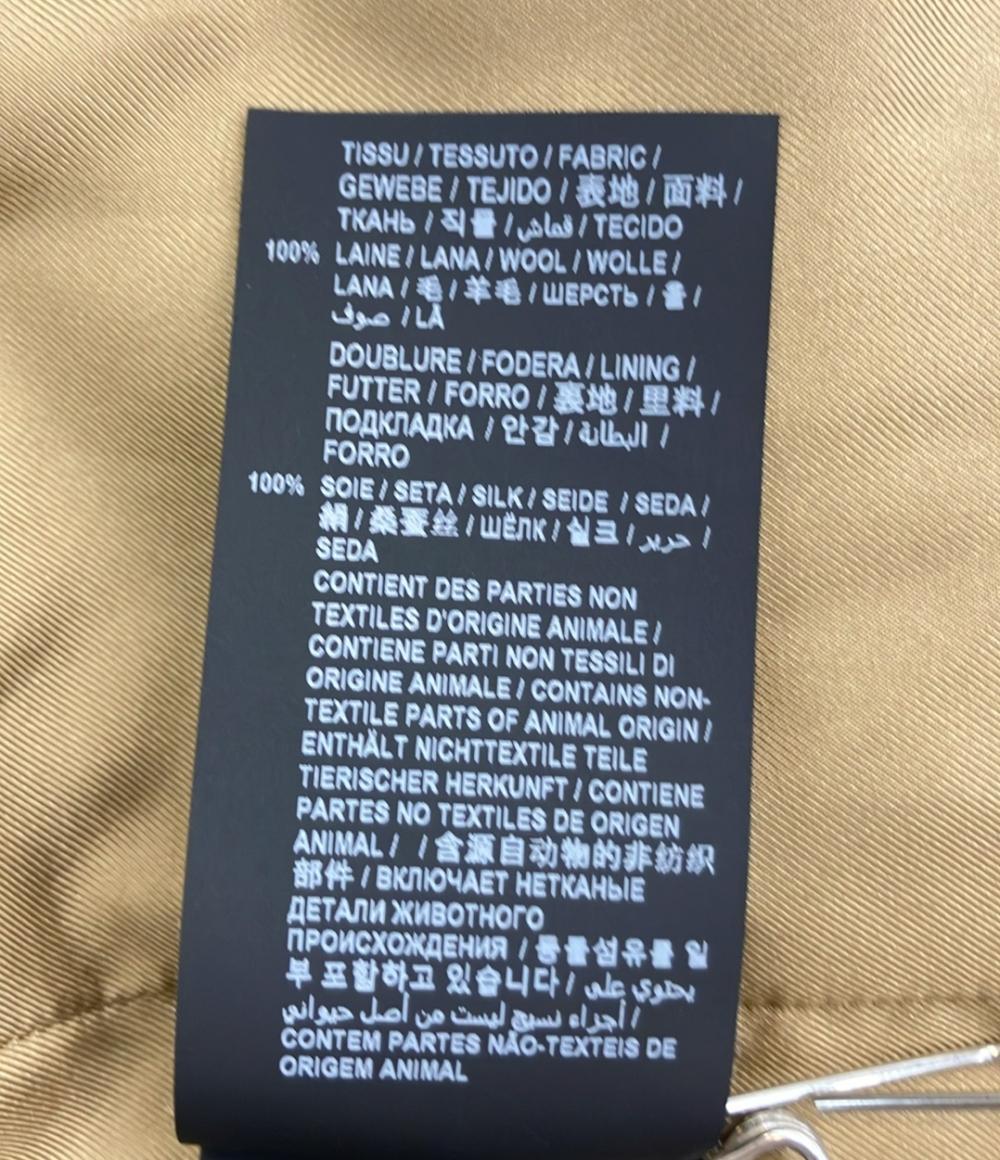 TISSU / TESSUTO / FABRIC /
GEWEBE / TEJIDO / 表地 / 面料 /
ТКАНЬ / 직물 / قماش / TECIDO
100% LAINE / LANA / WOOL / WOLLE /
LANA / 毛 / 羊毛 / ШЕРСТЬ / 울 /
صوف / LÃ
DOUBLURE / FODERA / LINING /
FUTTER / FORRO / 裏地 / 里料 /
ПОДКЛАДКА / 안감 / البطانة /
FORRO
100% SOIE / SETA / SILK / SEIDE / SEDA /
絹 / 桑蚕丝 / ШЁЛК / 실크 / حرير /
SEDA
CONTIENT DES PARTIES NON
TEXTILES D'ORIGINE ANIMALE /
CONTIENE PARTI NON TESSILI DI
ORIGINE ANIMALE / CONTAINS NON-
TEXTILE PARTS OF ANIMAL ORIGIN /
ENTHÄLT NICHTTEXTILE TEILE
TIERISCHER HERKUNFT / CONTIENE
PARTES NO TEXTILES DE ORIGEN
ANIMAL / / 含源自动物的非纺织
部件 / ВКЛЮЧАЕТ НЕТКАНЫЕ
ДЕТАЛИ ЖИВОТНОГО
ПРОИСХОЖДЕНИЯ / 동물섬유를 일
부 포함하고 있습니다 / يحتوي على
أجزاء نسيج ليست من أصل حيواني /
CONTEM PARTES NÃO-TEXTEIS DE
ORIGEM ANIMAL